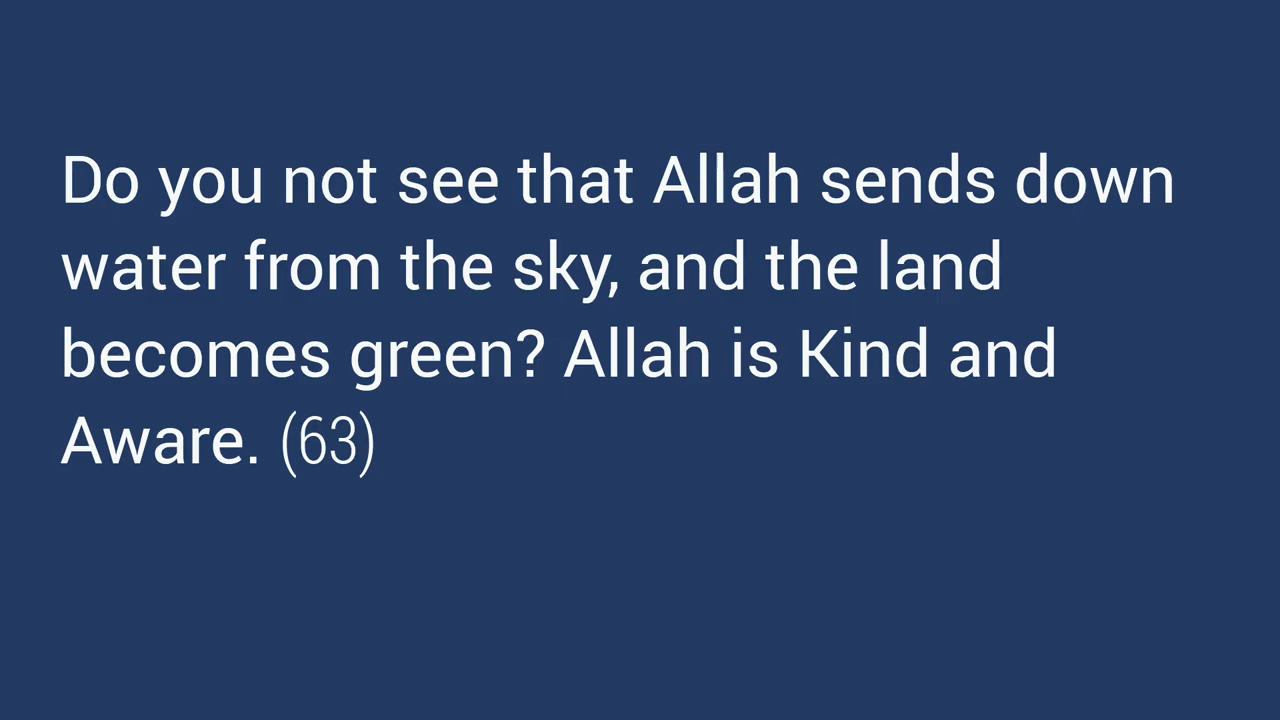 Do you not see that Allah sends down
water from the sky, and the land
becomes green? Allah is Kind and
Aware. (63)